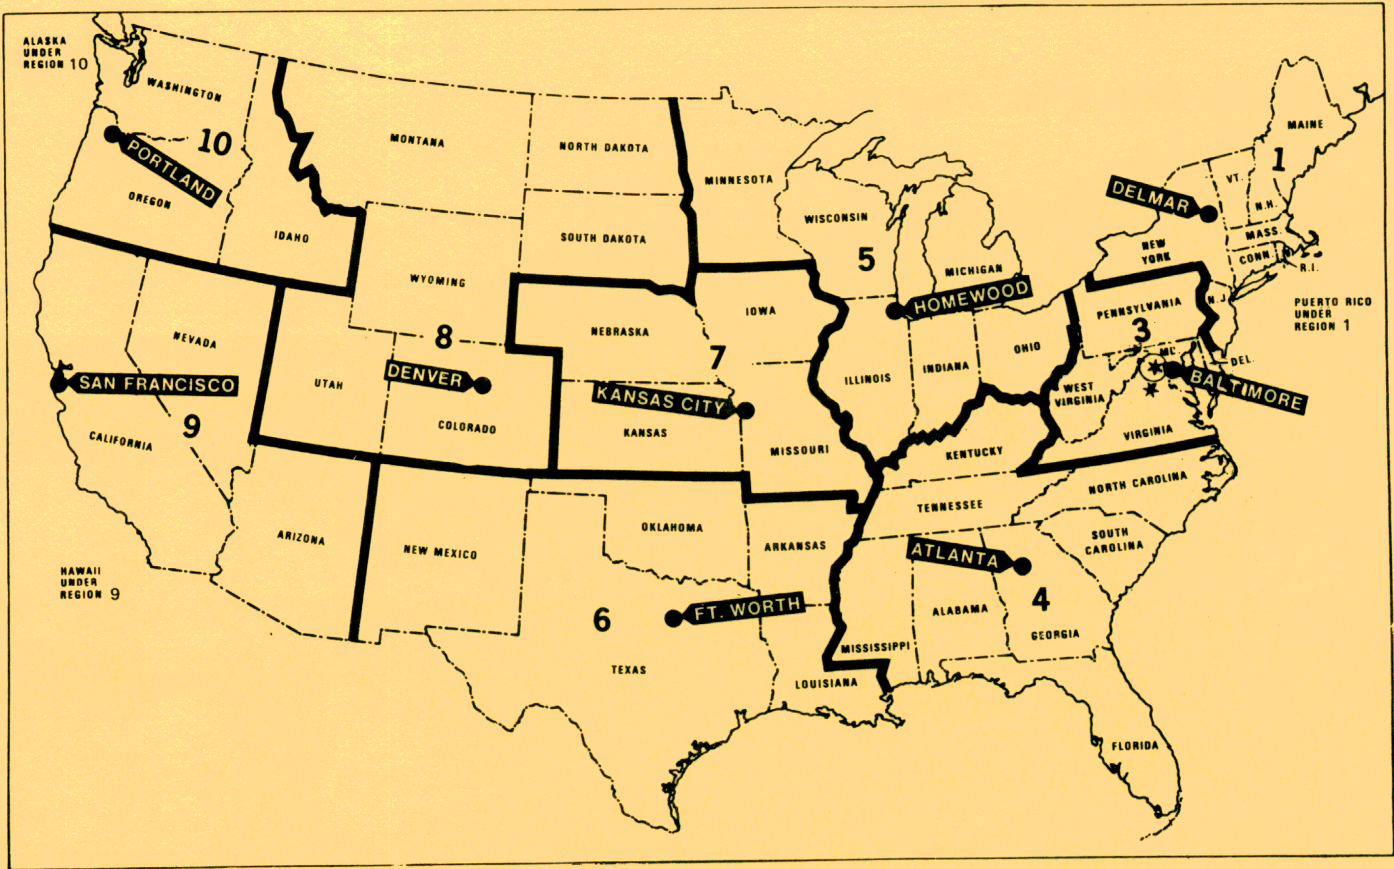 ALASKA
UNDER
REGION 10
WASHINGTON
10
PORTLAND
OREGON
IDAHO
MONTANA
NORTH DAKOTA
MINNESOTA
SOUTH DAKOTA
WYOMING
WISCONSIN
5
MICHIGAN
HOMEWOOD
MAINE
1
VT.
N.H.
DELMAR
NEW
YORK
MASS.
CONN.
R.I.
PUERTO RICO
UNDER
REGION 1
N.J.
PENNSYLVANIA
3
DEL.
BALTIMORE
WEST
VIRGINIA
VIRGINIA
NEVADA
SAN FRANCISCO
CALIFORNIA
9
UTAH
8
DENVER
COLORADO
NEBRASKA
IOWA
7
KANSAS CITY
KANSAS
MISSOURI
ILLINOIS
INDIANA
OHIO
KENTUCKY
TENNESSEE
NORTH CAROLINA
SOUTH
CAROLINA
ARIZONA
NEW MEXICO
OKLAHOMA
ARKANSAS
HAWAII
UNDER
REGION 9
6
FT. WORTH
TEXAS
LOUISIANA
MISSISSIPPI
ALABAMA
ATLANTA
4
GEORGIA
FLORIDA